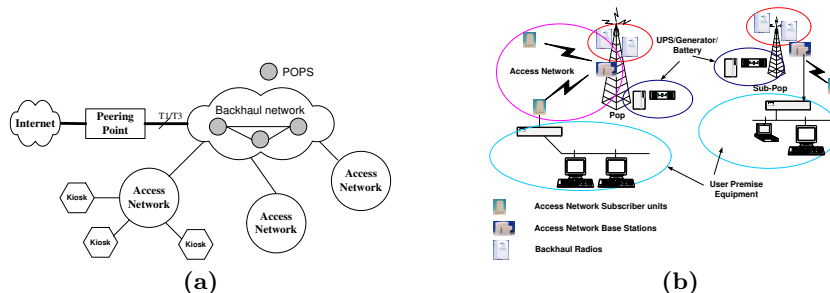 POPS
Backhaul network
Internet
Peering
Point
T1/T3
Access
Network
Access
Network
Access
Network
Kiosk
Kiosk
Kiosk
(a)
UPS/Generator/
Battery
Access Network
Pop
Sub-Pop
User Premise
Equipment
Access Network Subscriber units
Access Network Base Stations
Backhaul Radios
(b)